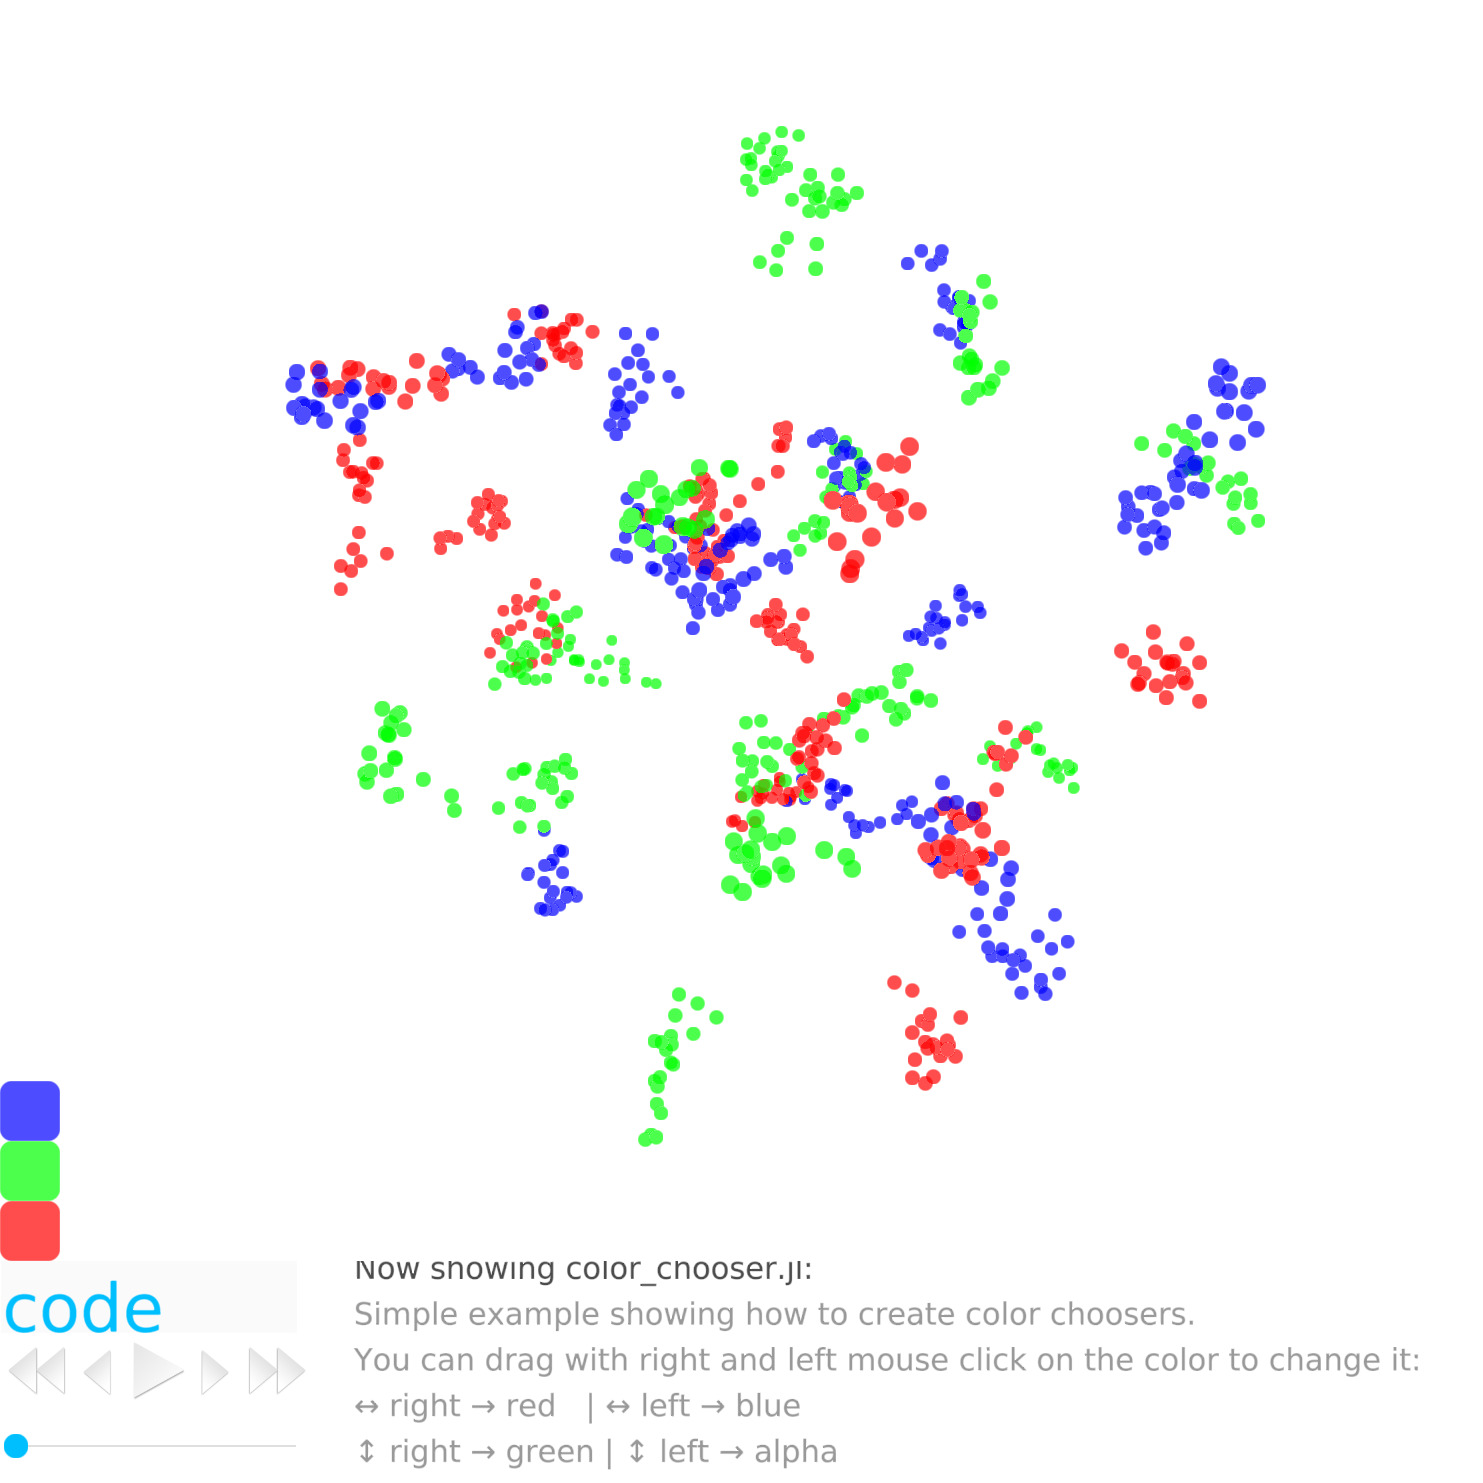 Now showing color_chooser.jl:
code
Simple example showing how to create color choosers.
You can drag with right and left mouse click on the color to change it:
↔ right → red | ↔ left → blue
↕ right → green | ↕ left → alpha